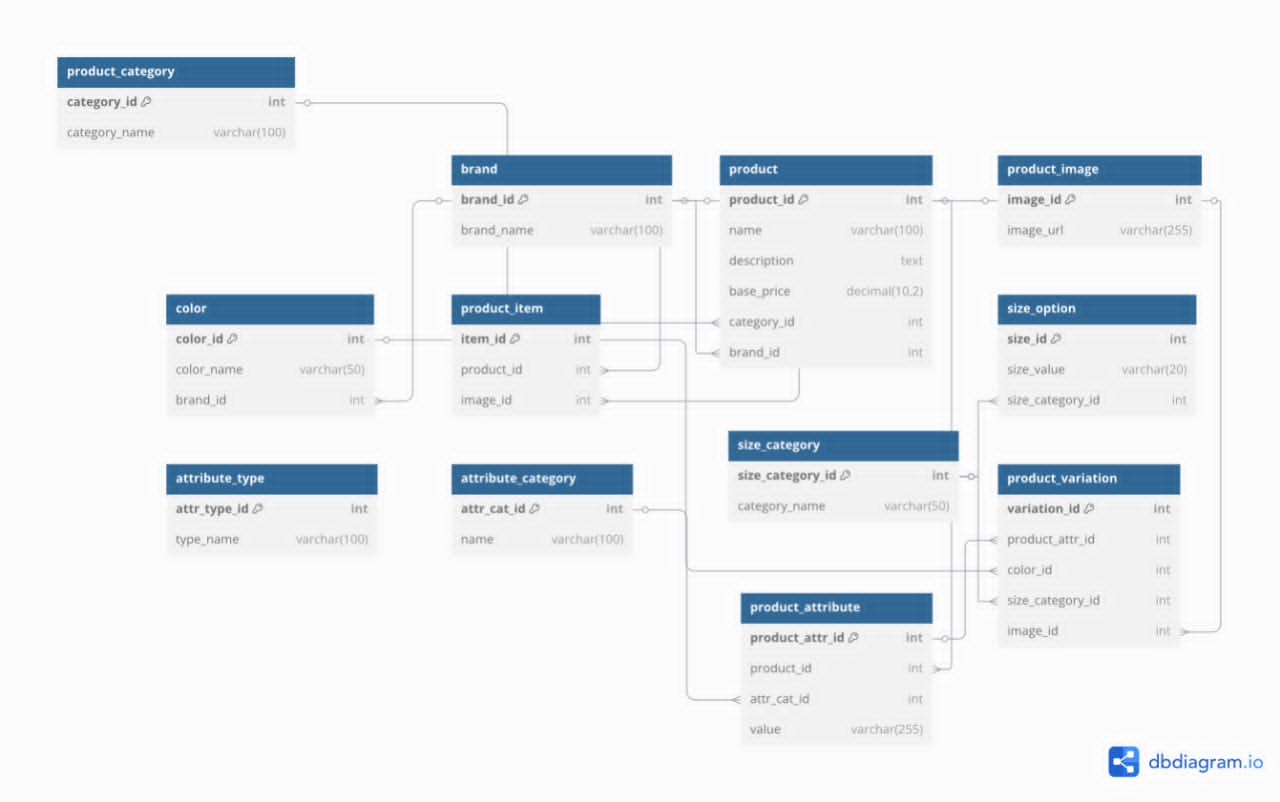 product_category
category_id int
category_name varchar(100)
brand
brand_id int
brand_name varchar(100)
product
product_id int
name varchar(100)
description text
base_price decimal(10,2)
category_id int
brand_id int
product_image
image_id int
image_url varchar(255)
color
color_id int
color_name varchar(50)
brand_id int
product_item
item_id int
product_id int
image_id int
size_option
size_id int
size_value varchar(20)
size_category_id int
size_category
size_category_id int
category_name varchar(50)
attribute_type
attr_type_id int
type_name varchar(100)
attribute_category
attr_cat_id int
name varchar(100)
product_variation
variation_id int
product_attr_id int
color_id int
size_category_id int
image_id int
product_attribute
product_attr_id int
product_id int
attr_cat_id int
value varchar(255)
dbdiagram.io